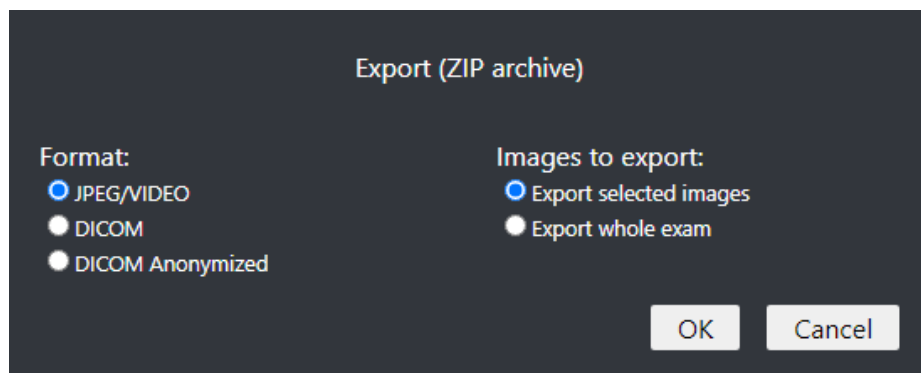 Export (ZIP archive)
Format:
JPEG/VIDEO
DICOM
DICOM Anonymized
Images to export:
Export selected images
Export whole exam
OK
Cancel